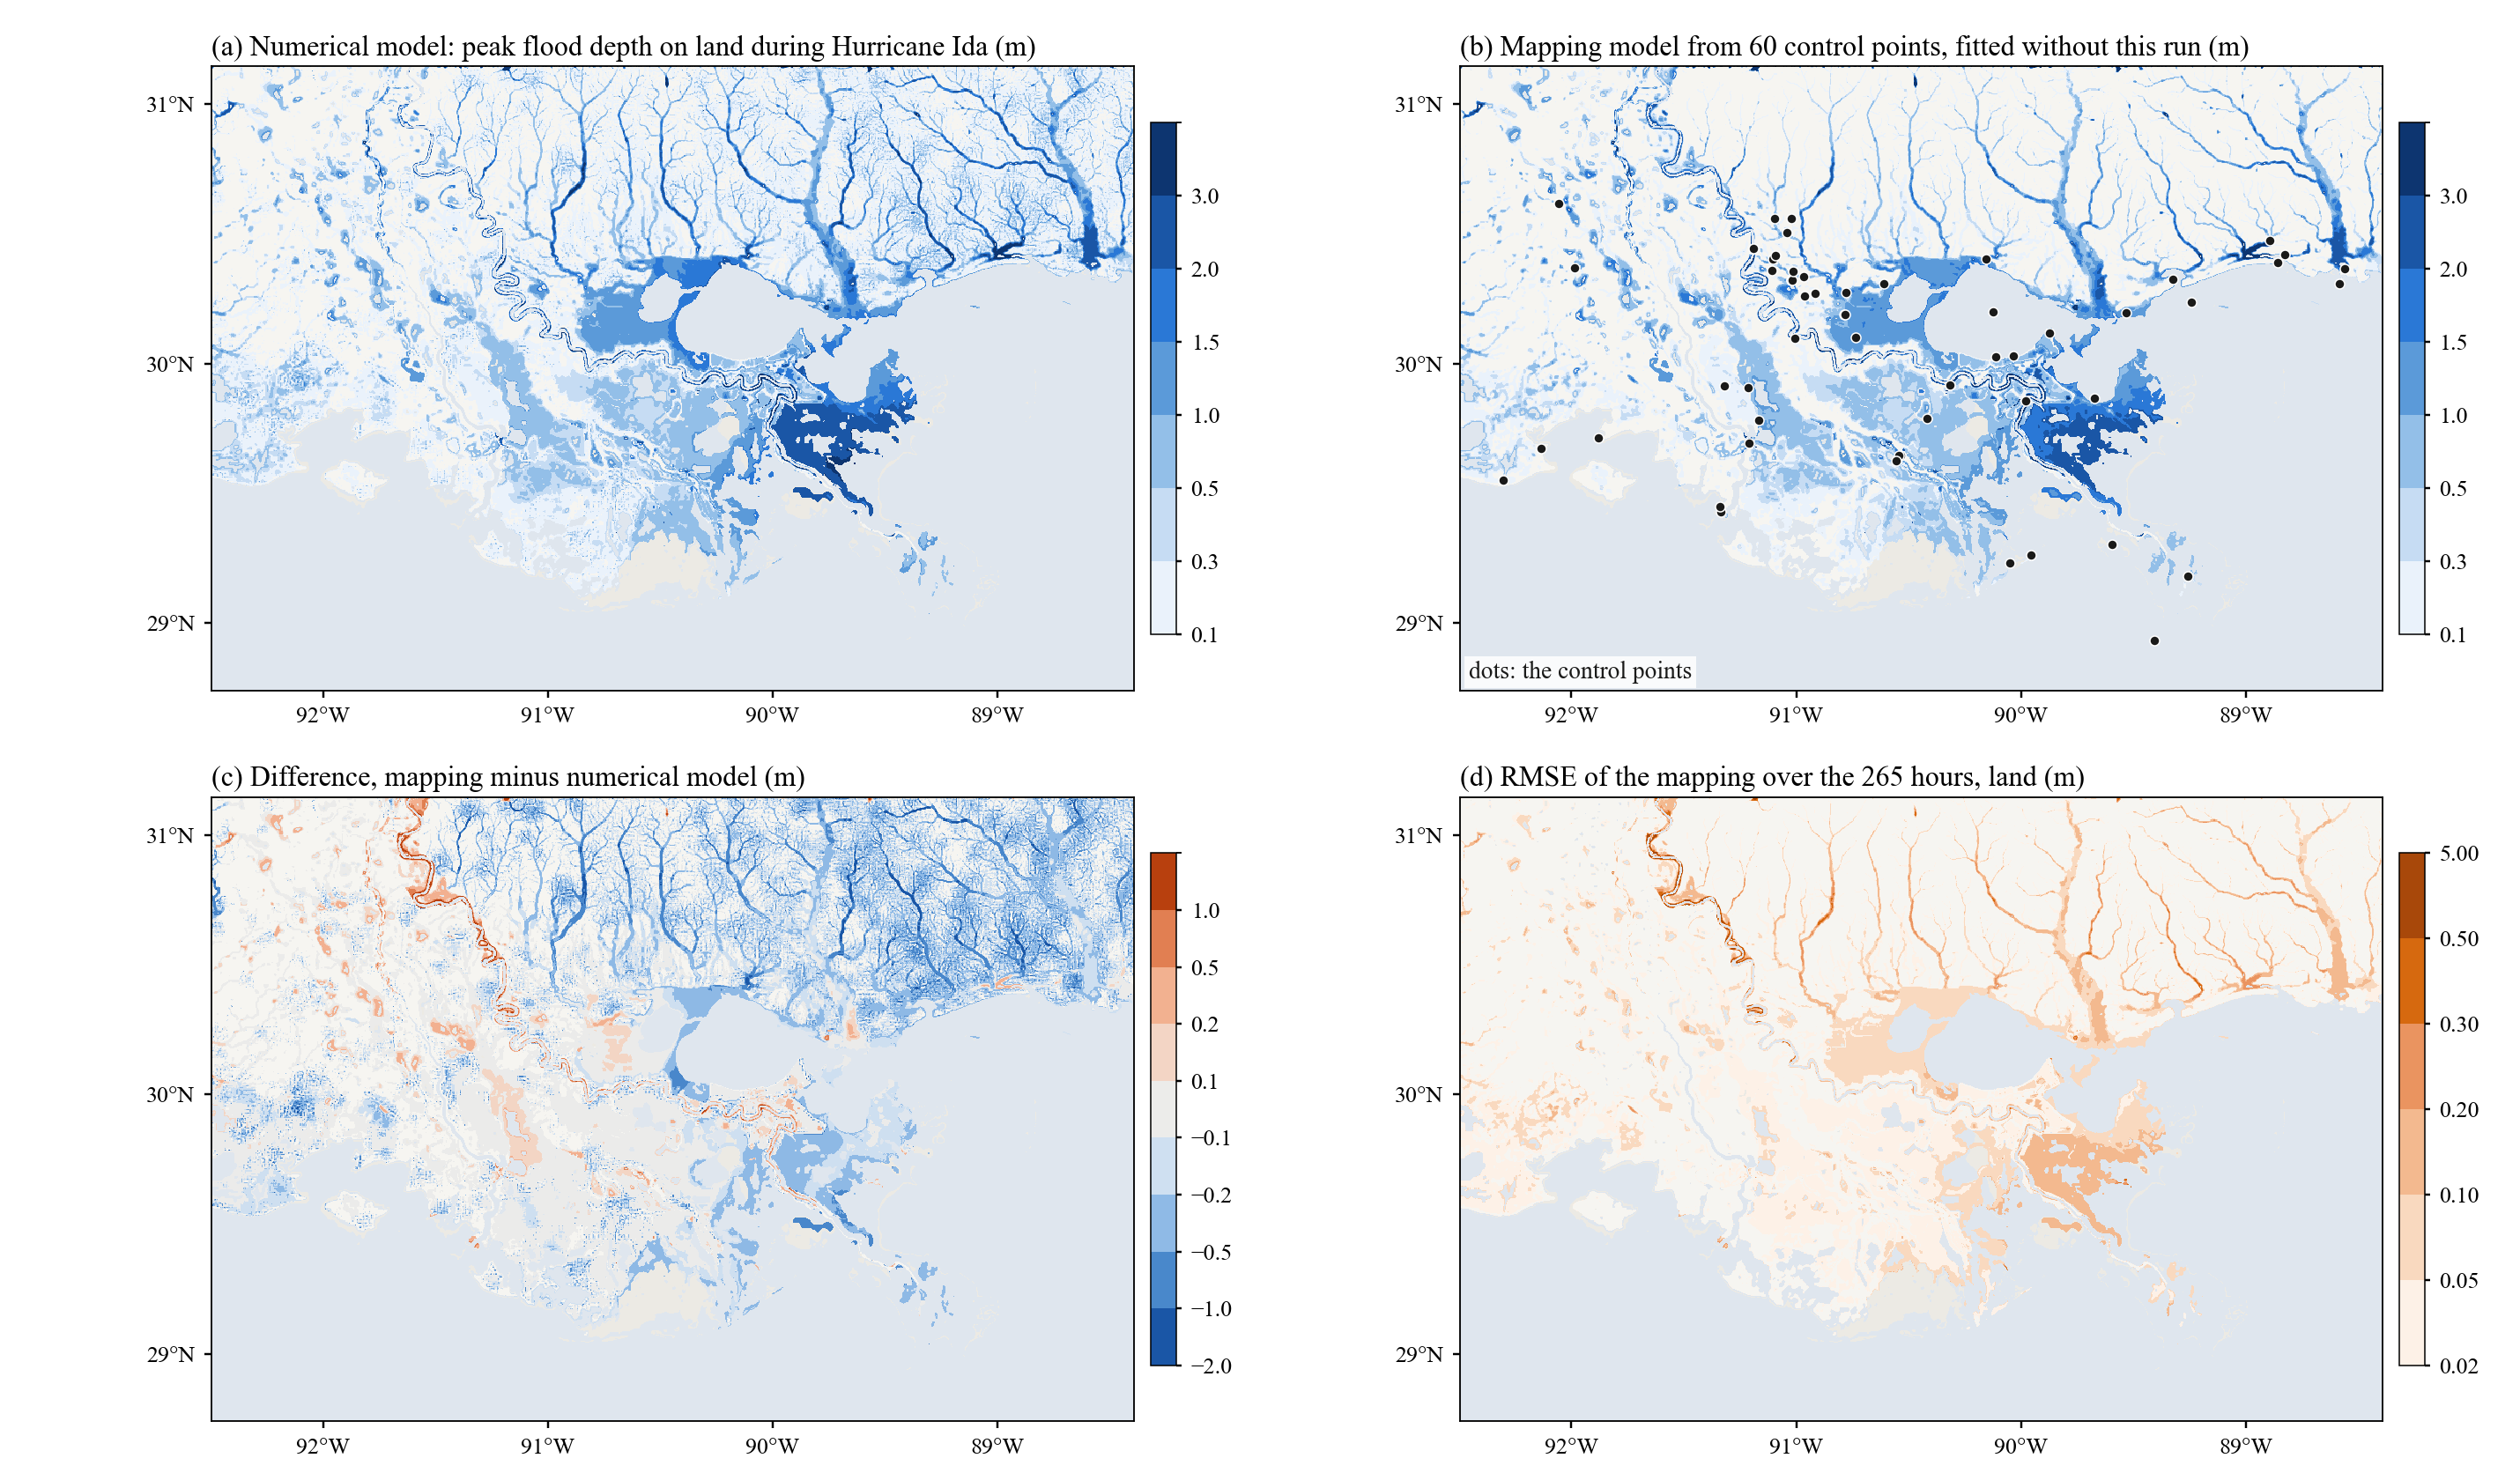 (a) Numerical model: peak flood depth on land during Hurricane Ida (m)
31°N
30°N
29°N
92°W 91°W 90°W 89°W
3.0
2.0
1.5
1.0
0.5
0.3
0.1
(b) Mapping model from 60 control points, fitted without this run (m)
31°N
30°N
29°N
dots: the control points
92°W 91°W 90°W 89°W
3.0
2.0
1.5
1.0
0.5
0.3
0.1
(c) Difference, mapping minus numerical model (m)
31°N
30°N
29°N
92°W 91°W 90°W 89°W
1.0
0.5
0.2
0.1
−0.1
−0.2
−0.5
−1.0
−2.0
(d) RMSE of the mapping over the 265 hours, land (m)
31°N
30°N
29°N
92°W 91°W 90°W 89°W
5.00
0.50
0.30
0.20
0.10
0.05
0.02